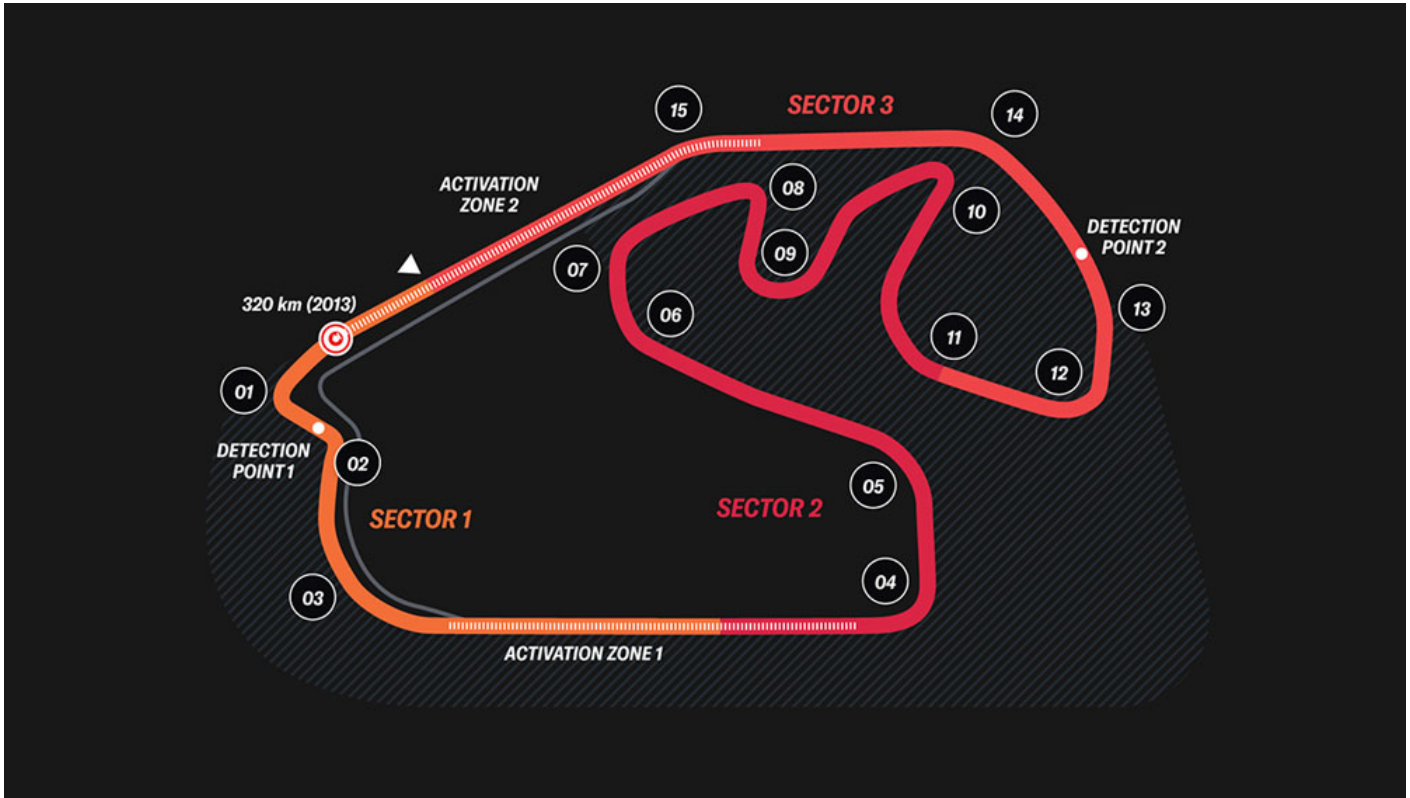 15
SECTOR 3
14
ACTIVATION
ZONE 2
08
10
DETECTION
POINT 2
09
07
320 km (2013)
06
13
11
12
01
DETECTION
POINT 1
02
05
SECTOR 2
SECTOR 1
04
03
ACTIVATION ZONE 1